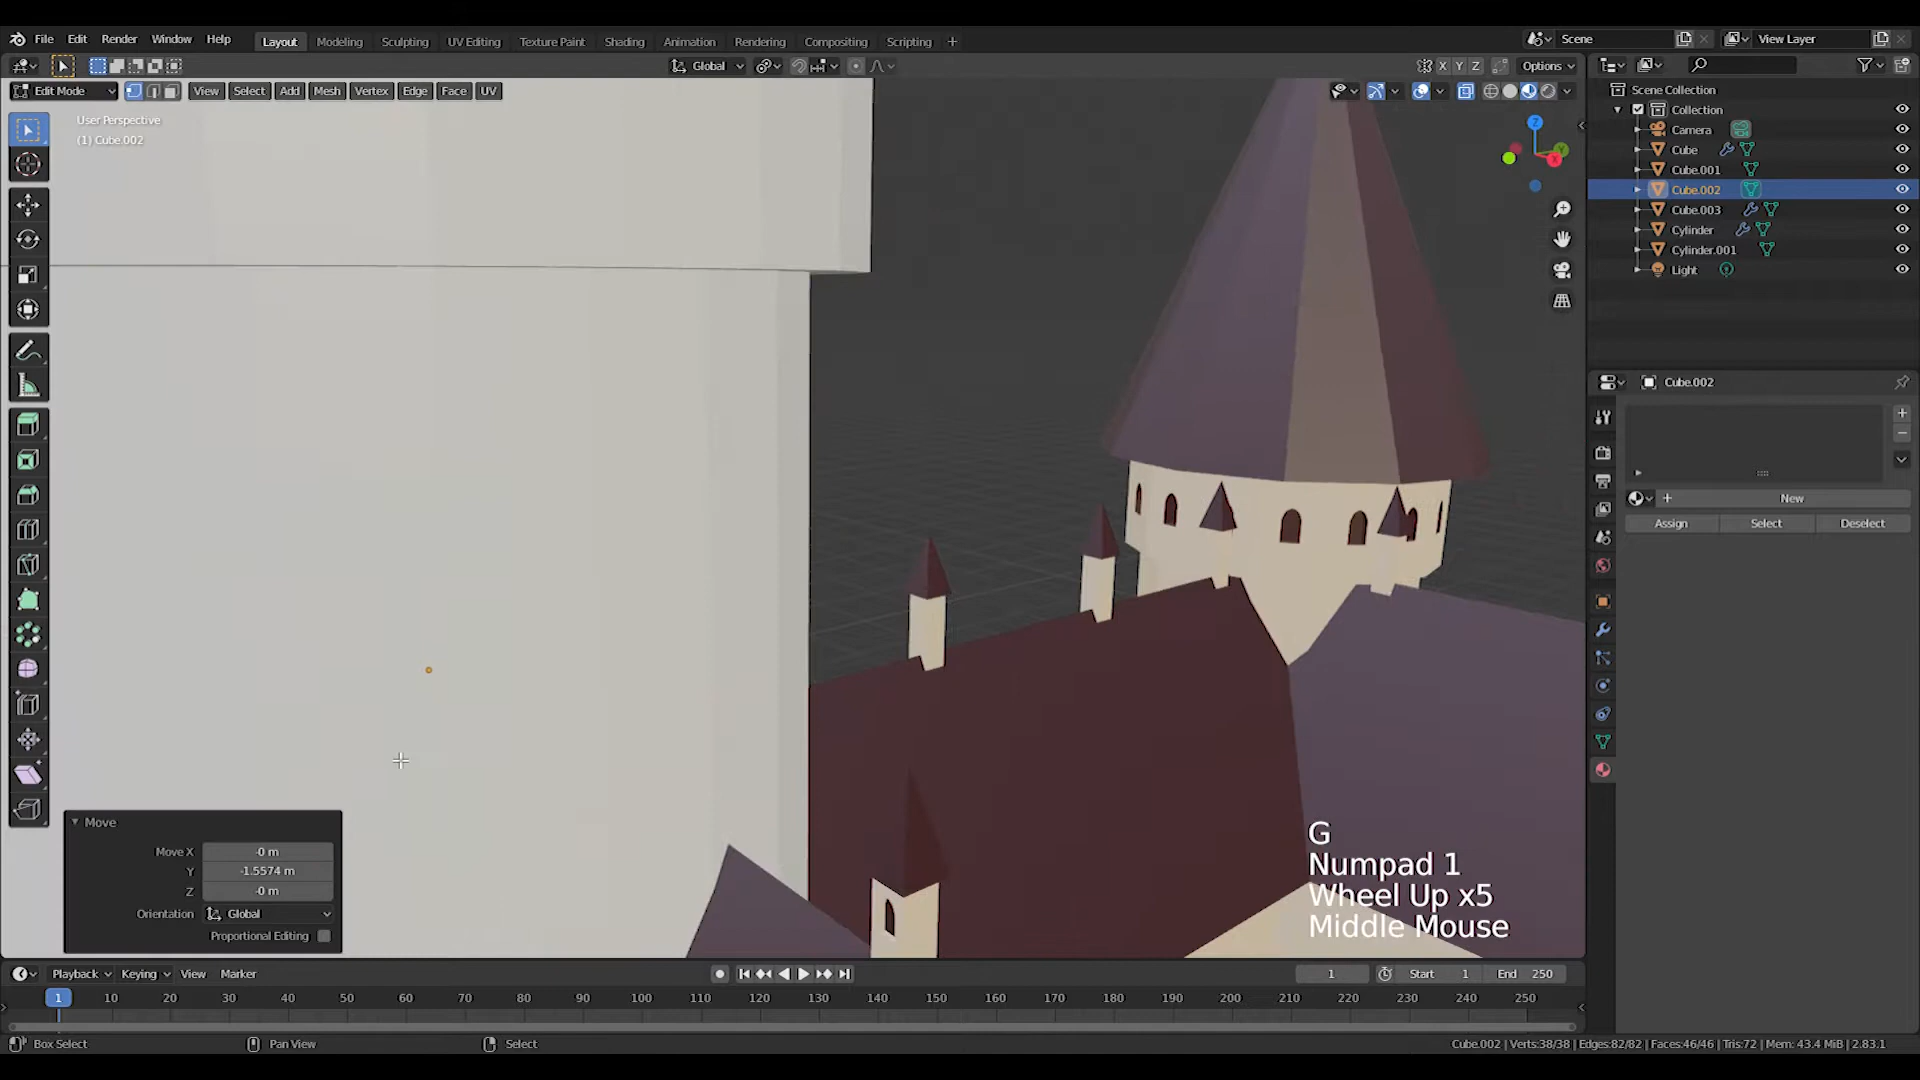 File Edit Render Window Help Layout Modeling Sculpting UV Editing Texture Paint Shading Animation Rendering Compositing Scripting + Scene View Layer
Global X Y Z Options
Edit Mode View Select Add Mesh Vertex Edge Face UV
User Perspective
(1) Cube.002
Z
Y
X
Scene Collection
Collection
Camera
Cube
Cube.001
Cube.002
Cube.003
Cylinder
Cylinder.001
Light
Cube.002
New
Assign Select Deselect
Move
Move X -0 m
Y -1.5574 m
Z -0 m
Orientation Global
Proportional Editing
G
Numpad 1
Wheel Up x5
Middle Mouse
Playback Keying View Marker 1 Start 1 End 250
1 10 20 30 40 50 60 70 80 90 100 110 120 130 140 150 160 170 180 190 200 210 220 230 240 250
Box Select Pan View Select Cube.002 | Verts:38/38 | Edges:82/82 | Faces:46/46 | Tris:72 | Mem: 43.4 MiB | 2.83.1